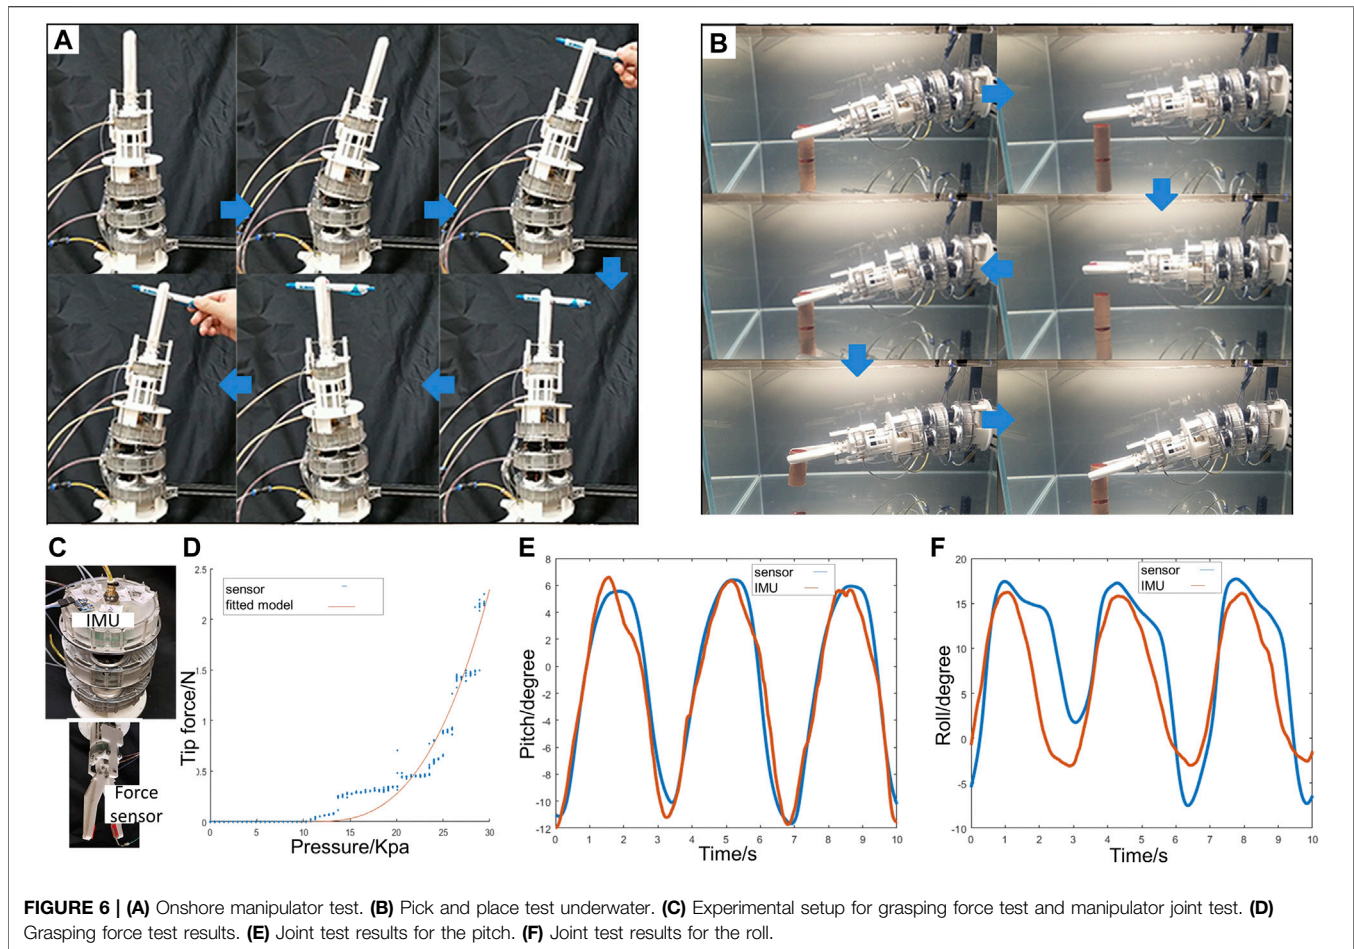 A
B
C
IMU
Force
sensor
D
sensor
fitted model
2.5
2
1.5
1
0.5
0
0
5
10
15
20
25
30
Tip force/N
Pressure/Kpa
E
sensor
IMU
8
6
4
2
0
-2
-4
-6
-8
-10
-12
0
1
2
3
4
5
6
7
8
9
10
Pitch/degree
Time/s
F
sensor
IMU
20
15
10
5
0
-5
-10
0
1
2
3
4
5
6
7
8
9
10
Roll/degree
Time/s
FIGURE 6 | (A) Onshore manipulator test. (B) Pick and place test underwater. (C) Experimental setup for grasping force test and manipulator joint test. (D)
Grasping force test results. (E) Joint test results for the pitch. (F) Joint test results for the roll.